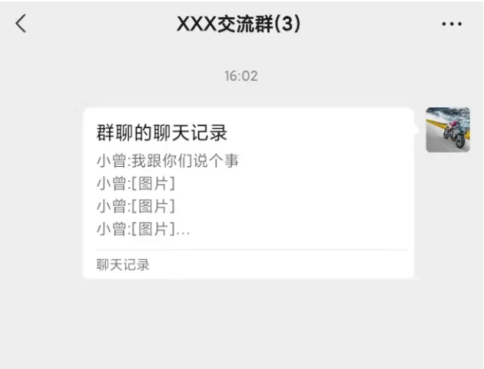 XXX交流群(3)
16:02
群聊的聊天记录
小曾:我跟你们说个事
小曾:[图片]
小曾:[图片]
小曾:[图片]...
聊天记录